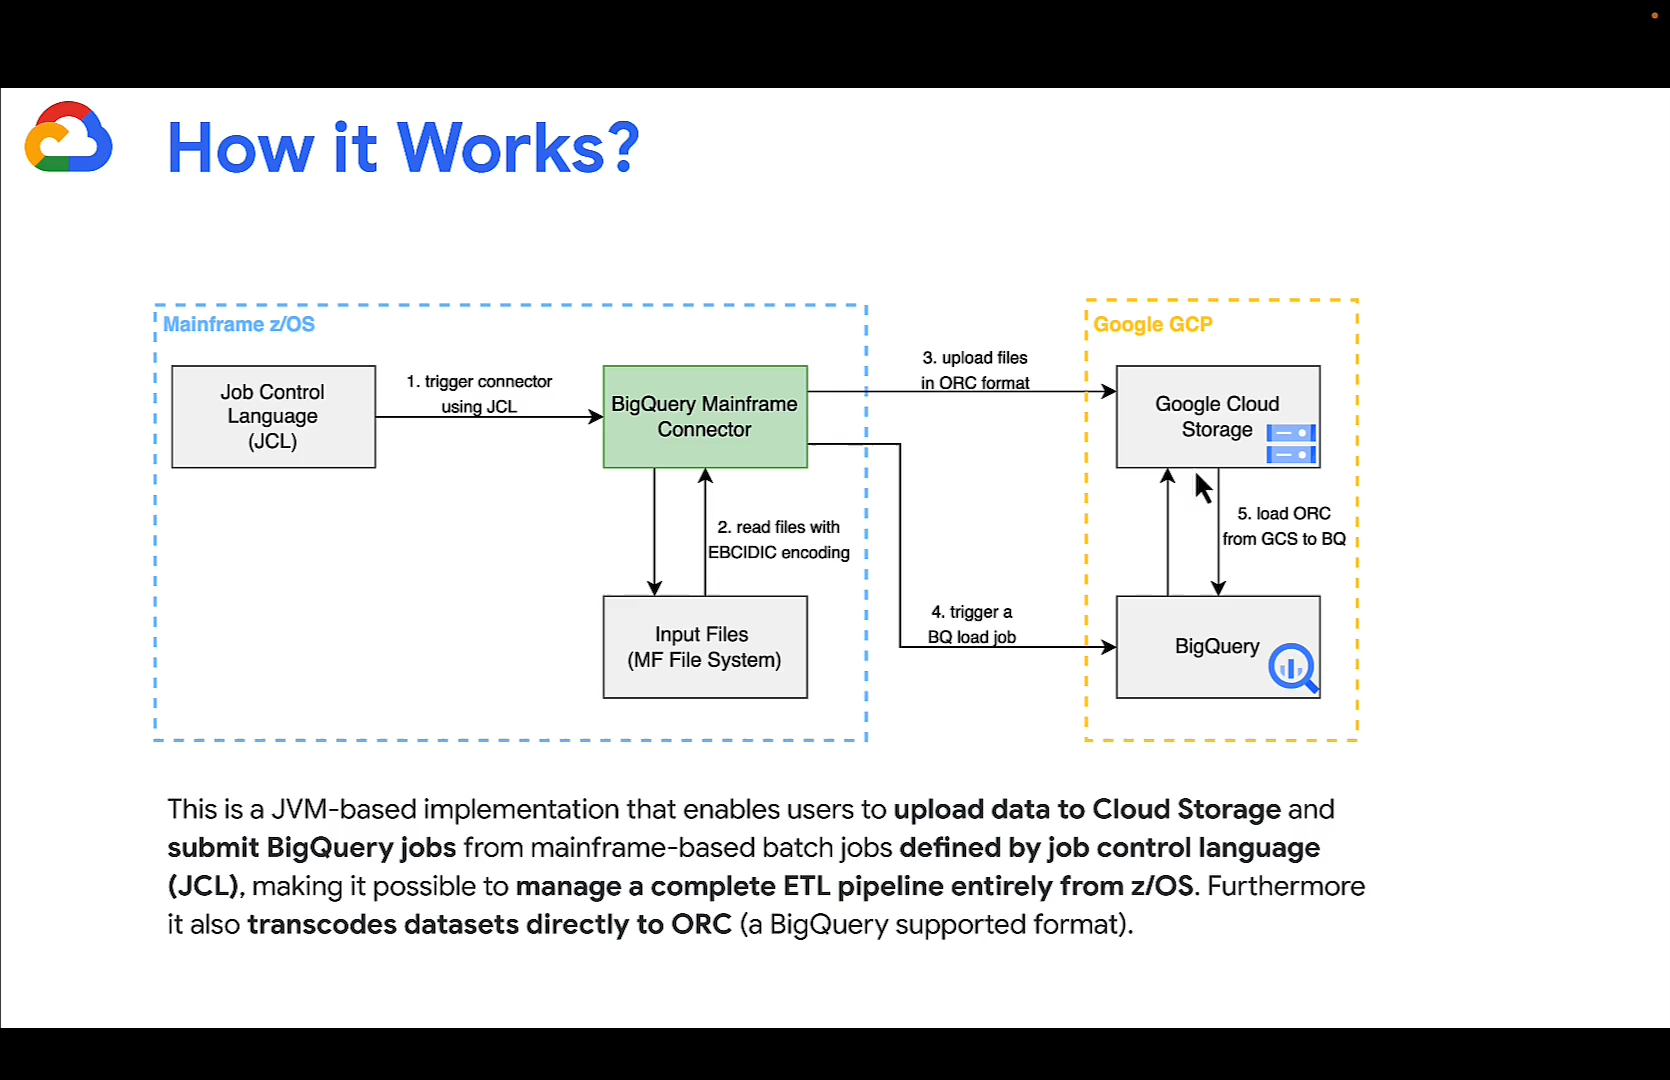 How it Works?
Mainframe z/OS
Job Control
Language
(JCL)
1. trigger connector
using JCL
BigQuery Mainframe
Connector
2. read files with
EBCIDIC encoding
Input Files
(MF File System)
3. upload files
in ORC format
4. trigger a
BQ load job
Google GCP
Google Cloud
Storage
5. load ORC
from GCS to BQ
BigQuery
This is a JVM-based implementation that enables users to upload data to Cloud Storage and
submit BigQuery jobs from mainframe-based batch jobs defined by job control language
(JCL), making it possible to manage a complete ETL pipeline entirely from z/OS. Furthermore
it also transcodes datasets directly to ORC (a BigQuery supported format).